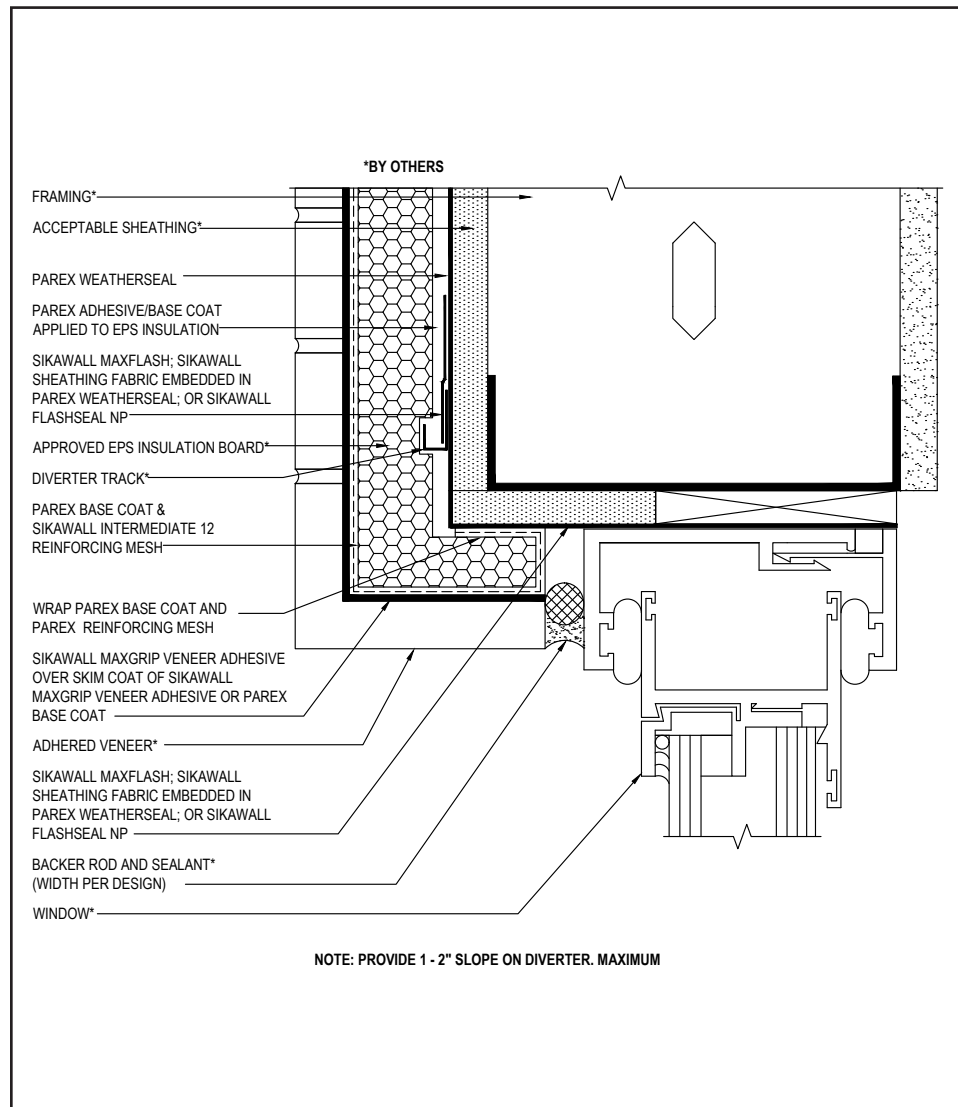 *BY OTHERS
FRAMING*
ACCEPTABLE SHEATHING*
PAREX WEATHERSEAL
PAREX ADHESIVE/BASE COAT
APPLIED TO EPS INSULATION
SIKAWALL MAXFLASH; SIKAWALL
SHEATHING FABRIC EMBEDDED IN
PAREX WEATHERSEAL; OR SIKAWALL
FLASHSEAL NP
APPROVED EPS INSULATION BOARD*
DIVERTER TRACK*
PAREX BASE COAT &
SIKAWALL INTERMEDIATE 12
REINFORCING MESH
WRAP PAREX BASE COAT AND
PAREX REINFORCING MESH
SIKAWALL MAXGRIP VENEER ADHESIVE
OVER SKIM COAT OF SIKAWALL
MAXGRIP VENEER ADHESIVE OR PAREX
BASE COAT
ADHERED VENEER*
SIKAWALL MAXFLASH; SIKAWALL
SHEATHING FABRIC EMBEDDED IN
PAREX WEATHERSEAL; OR SIKAWALL
FLASHSEAL NP
BACKER ROD AND SEALANT*
(WIDTH PER DESIGN)
WINDOW*
NOTE: PROVIDE 1 - 2" SLOPE ON DIVERTER. MAXIMUM